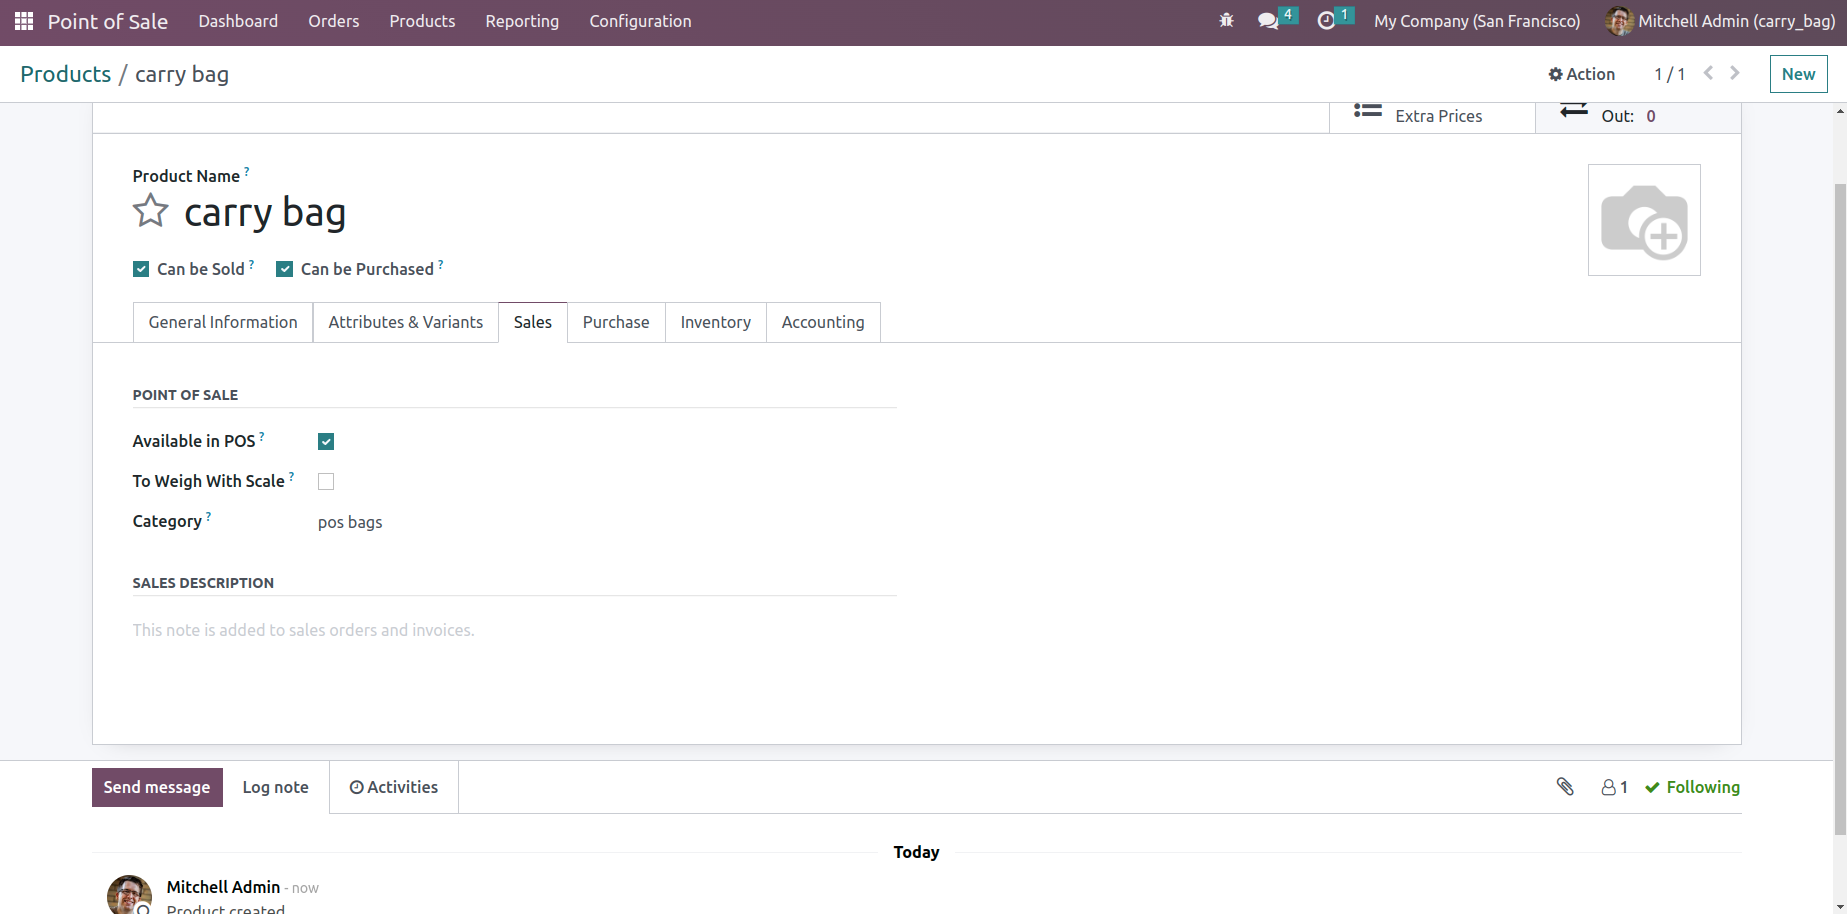 Point of Sale Dashboard Orders Products Reporting Configuration 4 1 My Company (San Francisco) Mitchell Admin (carry_bag)
Products / carry bag Action 1 / 1 New
Extra Prices Out: 0
Product Name ?
carry bag
Can be Sold ? Can be Purchased ?
General Information Attributes & Variants Sales Purchase Inventory Accounting
POINT OF SALE
Available in POS ?
To Weigh With Scale ?
Category ? pos bags
SALES DESCRIPTION
This note is added to sales orders and invoices.
Send message Log note Activities 1 Following
Today
Mitchell Admin - now
Product created